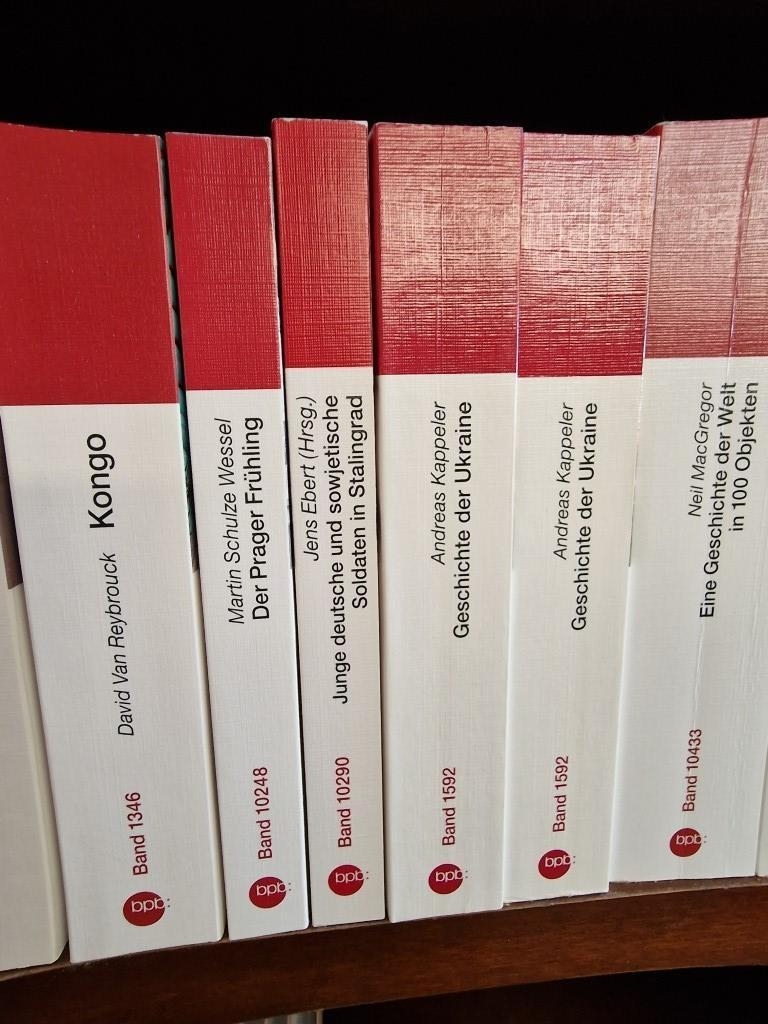 David Van Reybrouck Kongo
Band 1346
bpb:
Martin Schulze Wessel
Der Prager Frühling
Band 10248
bpb:
Jens Ebert (Hrsg.)
Junge deutsche und sowjetische
Soldaten in Stalingrad
Band 10290
bpb:
Andreas Kappeler
Geschichte der Ukraine
Band 1592
bpb:
Andreas Kappeler
Geschichte der Ukraine
Band 1592
bpb:
Neil MacGregor
Eine Geschichte der Welt
in 100 Objekten
Band 10433
bpb: